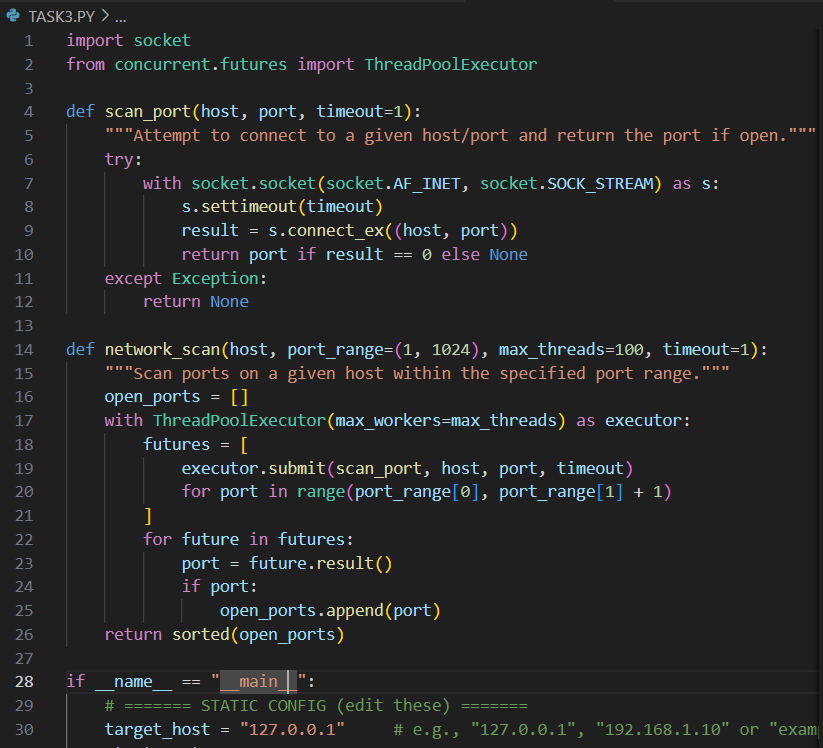 TASK3.PY > ...
1 import socket
2 from concurrent.futures import ThreadPoolExecutor
3
4 def scan_port(host, port, timeout=1):
5     """Attempt to connect to a given host/port and return the port if open."""
6     try:
7         with socket.socket(socket.AF_INET, socket.SOCK_STREAM) as s:
8             s.settimeout(timeout)
9             result = s.connect_ex((host, port))
10             return port if result == 0 else None
11     except Exception:
12         return None
13
14 def network_scan(host, port_range=(1, 1024), max_threads=100, timeout=1):
15     """Scan ports on a given host within the specified port range."""
16     open_ports = []
17     with ThreadPoolExecutor(max_workers=max_threads) as executor:
18         futures = [
19             executor.submit(scan_port, host, port, timeout)
20             for port in range(port_range[0], port_range[1] + 1)
21         ]
22         for future in futures:
23             port = future.result()
24             if port:
25                 open_ports.append(port)
26     return sorted(open_ports)
27
28 if __name__ == "__main__":
29     # ======= STATIC CONFIG (edit these) =======
30     target_host = "127.0.0.1"     # e.g., "127.0.0.1", "192.168.1.10" or "exam